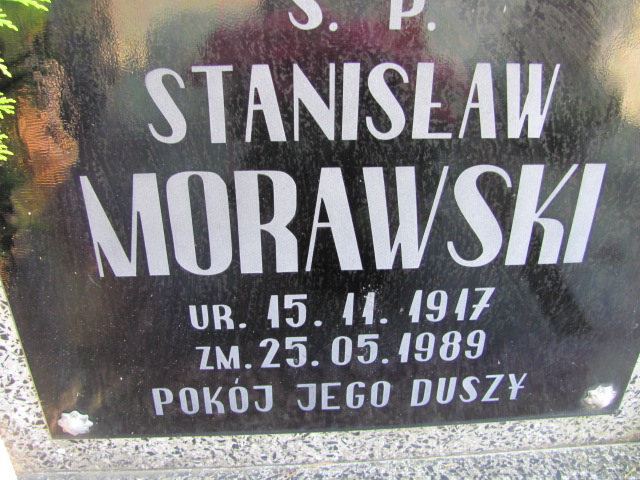 Ś. P.
STANISŁAW
MORAWSKI
UR. 15. 11. 1917
ZM. 25. 05. 1989
POKÓJ JEGO DUSZY